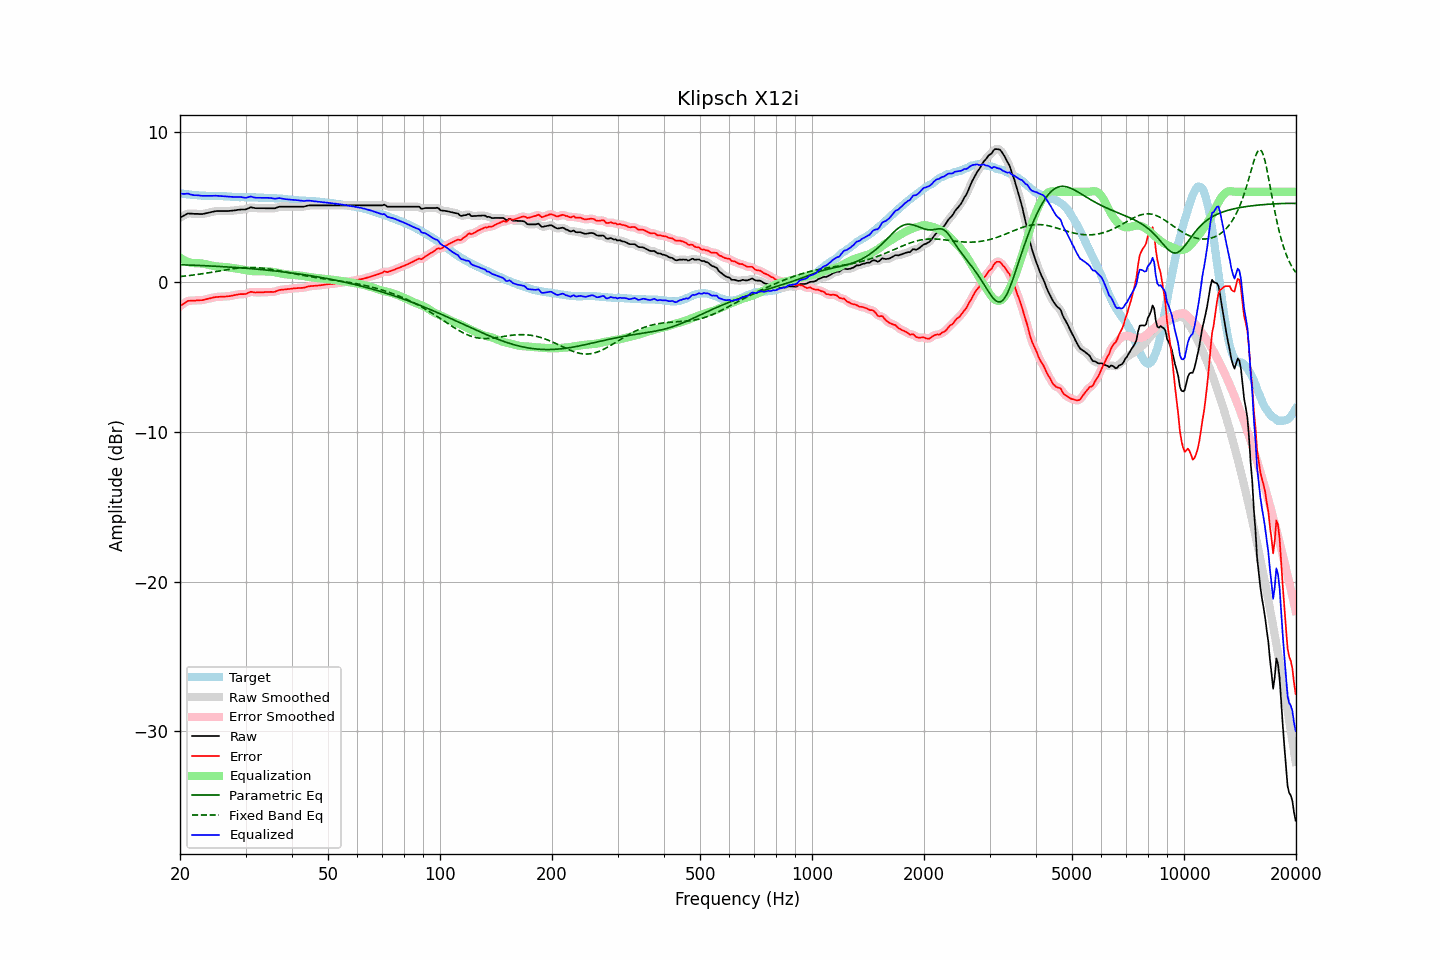 Klipsch X12i
Amplitude (dBr)
10
0
−10
−20
−30
Target
Raw Smoothed
Error Smoothed
Raw
Error
Equalization
Parametric Eq
Fixed Band Eq
Equalized
20 50 100 200 500 1000 2000 5000 10000 20000
Frequency (Hz)